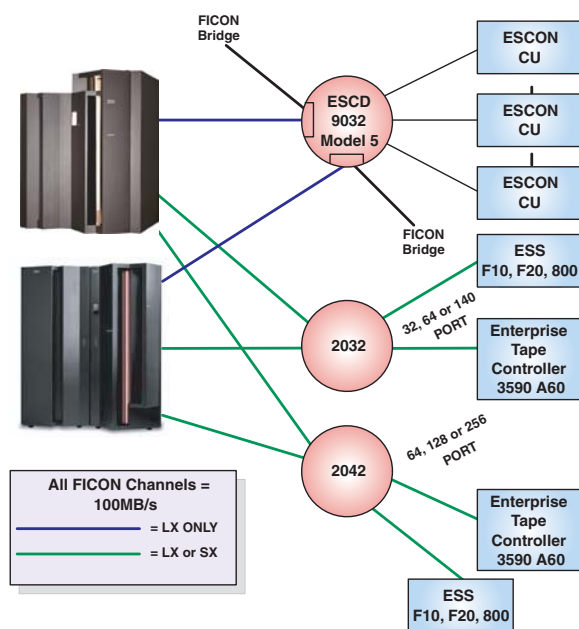 FICON
Bridge
ESCD
9032
Model 5
FICON
Bridge
ESCON
CU
ESCON
CU
ESCON
CU
ESS
F10, F20, 800
32, 64 or 140
PORT
2032
Enterprise
Tape
Controller
3590 A60
64, 128 or 256
PORT
2042
Enterprise
Tape
Controller
3590 A60
ESS
F10, F20, 800
All FICON Channels =
100MB/s
= LX ONLY
= LX or SX